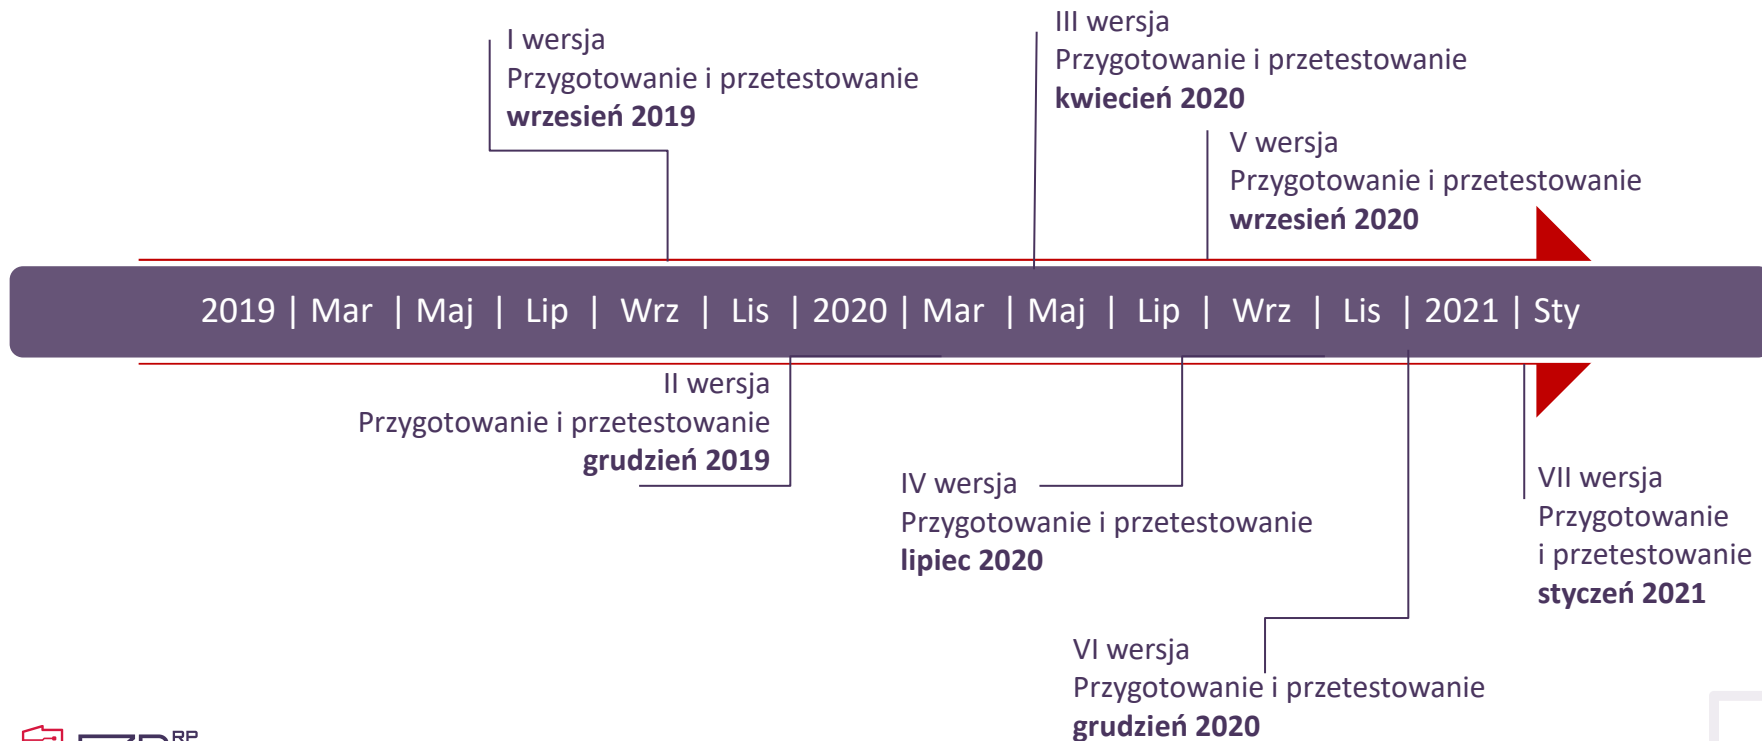 I wersja
Przygotowanie i przetestowanie
wrzesień 2019
III wersja
Przygotowanie i przetestowanie
kwiecień 2020
V wersja
Przygotowanie i przetestowanie
wrzesień 2020
2019 | Mar | Maj | Lip | Wrz | Lis | 2020 | Mar | Maj | Lip | Wrz | Lis | 2021 | Sty
II wersja
Przygotowanie i przetestowanie
grudzień 2019
IV wersja
Przygotowanie i przetestowanie
lipiec 2020
VII wersja
Przygotowanie
i przetestowanie
styczeń 2021
VI wersja
Przygotowanie i przetestowanie
grudzień 2020
RP